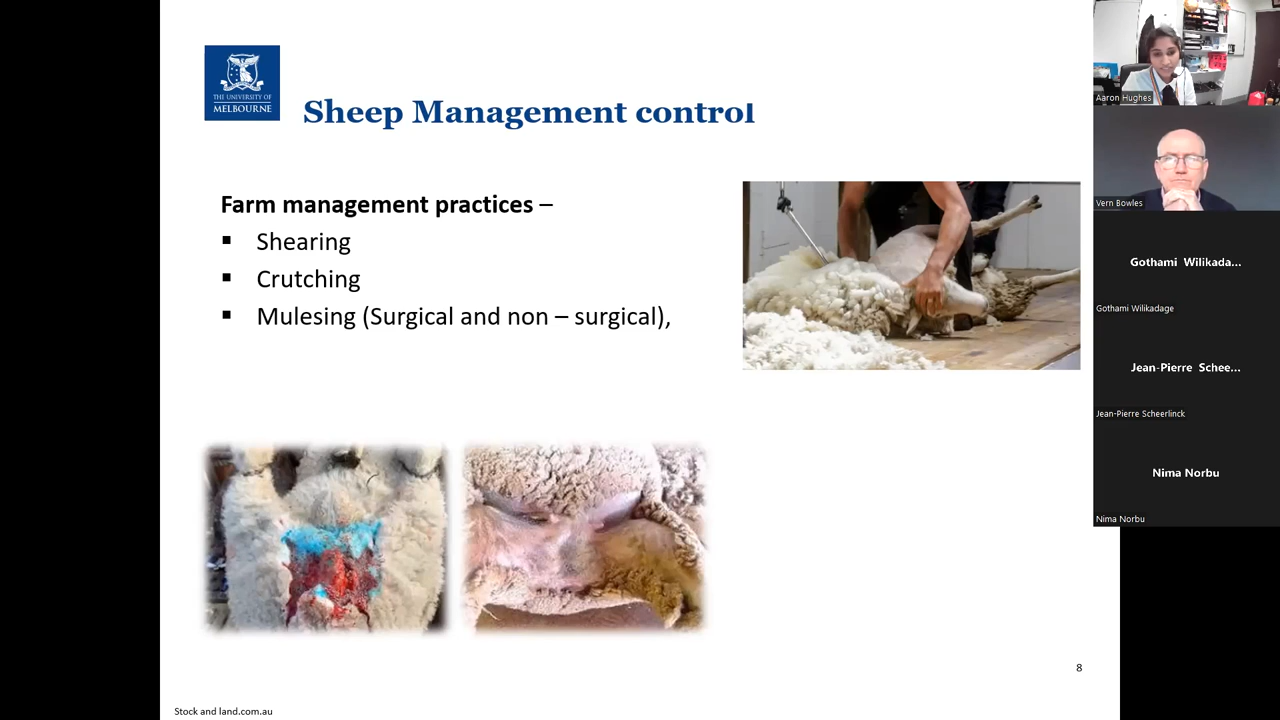 THE UNIVERSITY OF
MELBOURNE
Sheep Management control
Farm management practices –
Shearing
Crutching
Mulesing (Surgical and non – surgical),
8
Stock and land.com.au
Aaron Hughes
Vern Bowles
Gothami Wilikada...
Gothami Wilikadage
Jean-Pierre Schee...
Jean-Pierre Scheerlinck
Nima Norbu
Nima Norbu